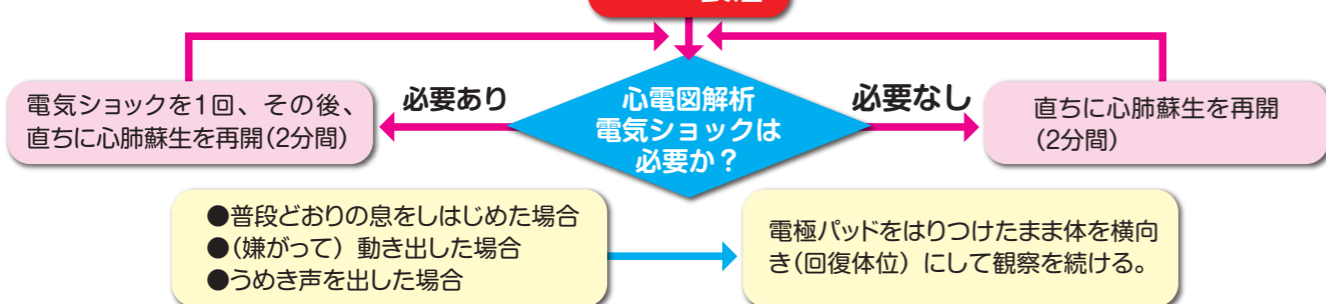 電気ショックを1回、その後、
直ちに心肺蘇生を再開(2分間)
必要あり
心電図解析
電気ショックは
必要か？
必要なし
直ちに心肺蘇生を再開
(2分間)
●普段どおりの息をしはじめた場合
●(嫌がって) 動き出した場合
●うめき声を出した場合
電極パッドをはりつけたまま体を横向
き(回復体位) にして観察を続ける。